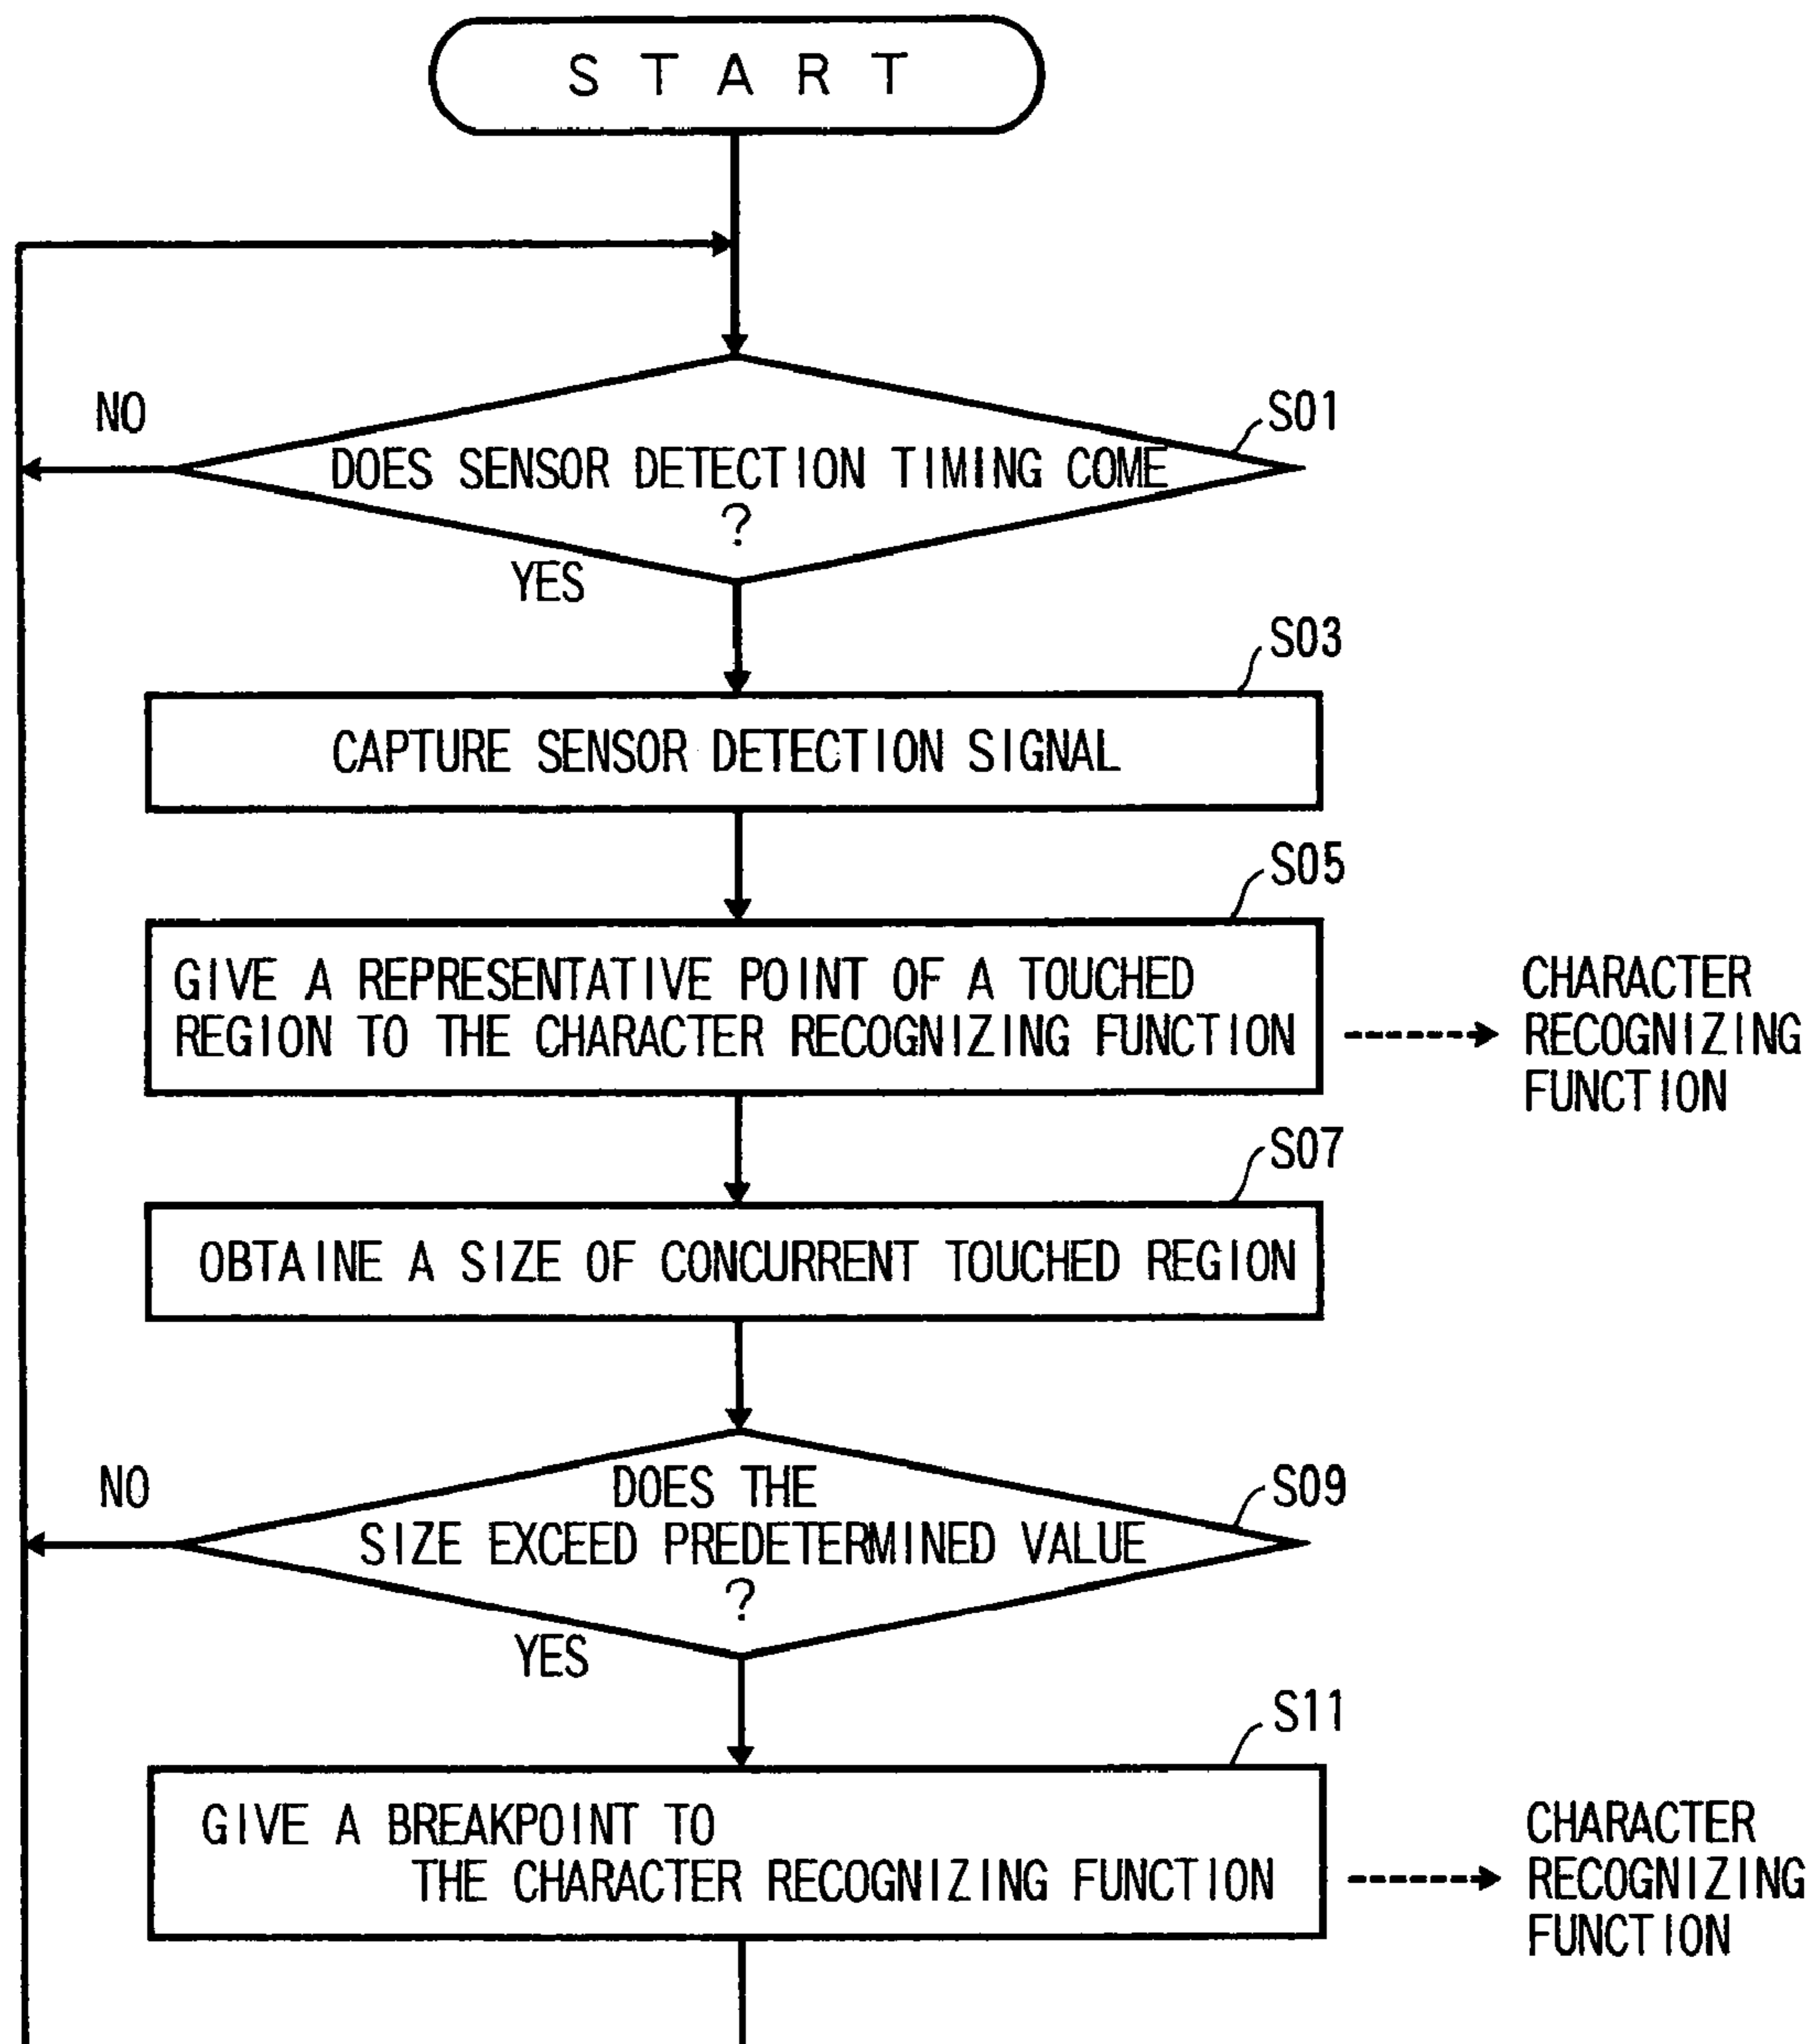 START
NO
S01
DOES SENSOR DETECTION TIMING COME
?
YES
S03
CAPTURE SENSOR DETECTION SIGNAL
S05
GIVE A REPRESENTATIVE POINT OF A TOUCHED
REGION TO THE CHARACTER RECOGNIZING FUNCTION
CHARACTER
RECOGNIZING
FUNCTION
S07
OBTAINE A SIZE OF CONCURRENT TOUCHED REGION
NO
S09
DOES THE
SIZE EXCEED PREDETERMINED VALUE
?
YES
S11
GIVE A BREAKPOINT TO
THE CHARACTER RECOGNIZING FUNCTION
CHARACTER
RECOGNIZING
FUNCTION